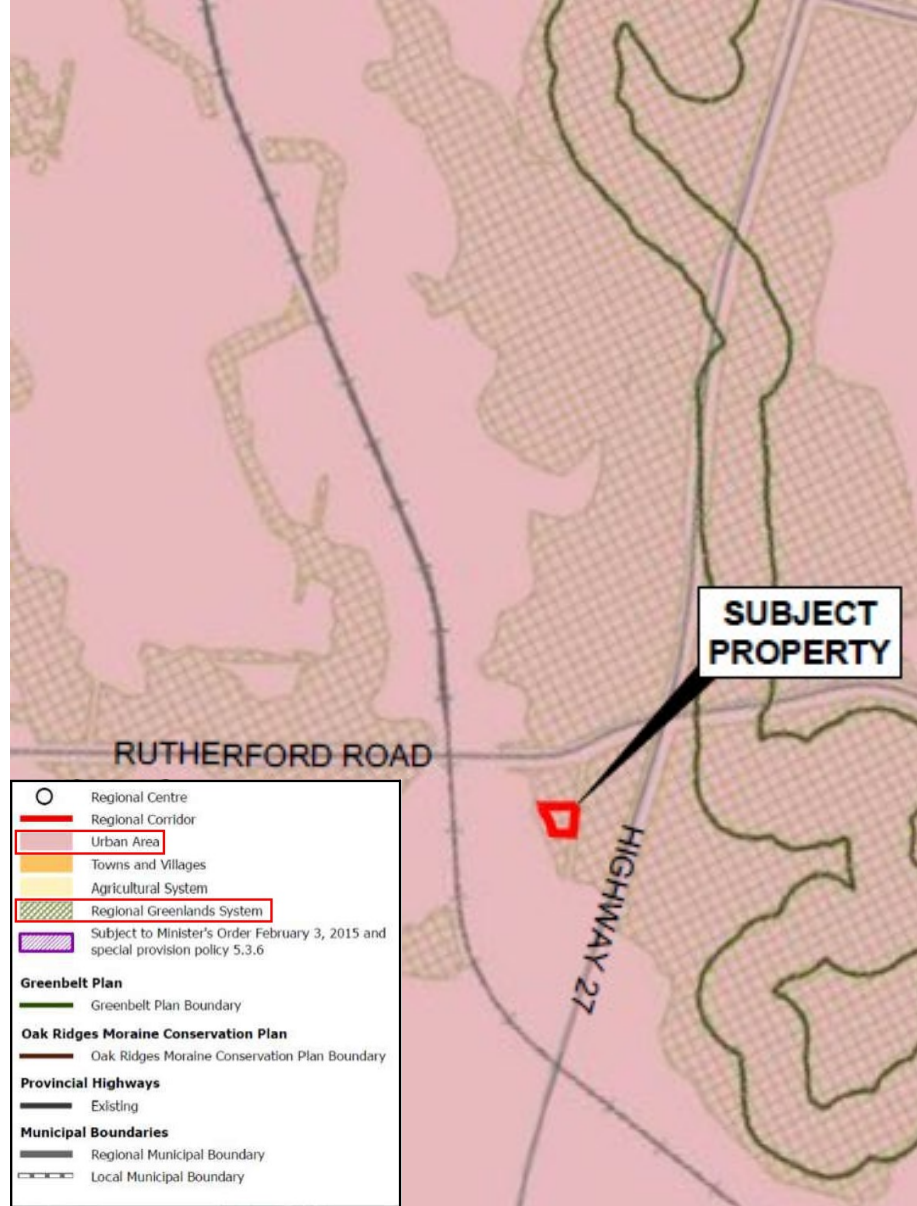 SUBJECT
PROPERTY
RUTHERFORD ROAD
HIGHWAY 27
Regional Centre
Regional Corridor
Urban Area
Towns and Villages
Agricultural System
Regional Greenlands System
Subject to Minister's Order February 3, 2015 and
special provision policy 5.3.6
Greenbelt Plan
Greenbelt Plan Boundary
Oak Ridges Moraine Conservation Plan
Oak Ridges Moraine Conservation Plan Boundary
Provincial Highways
Existing
Municipal Boundaries
Regional Municipal Boundary
Local Municipal Boundary